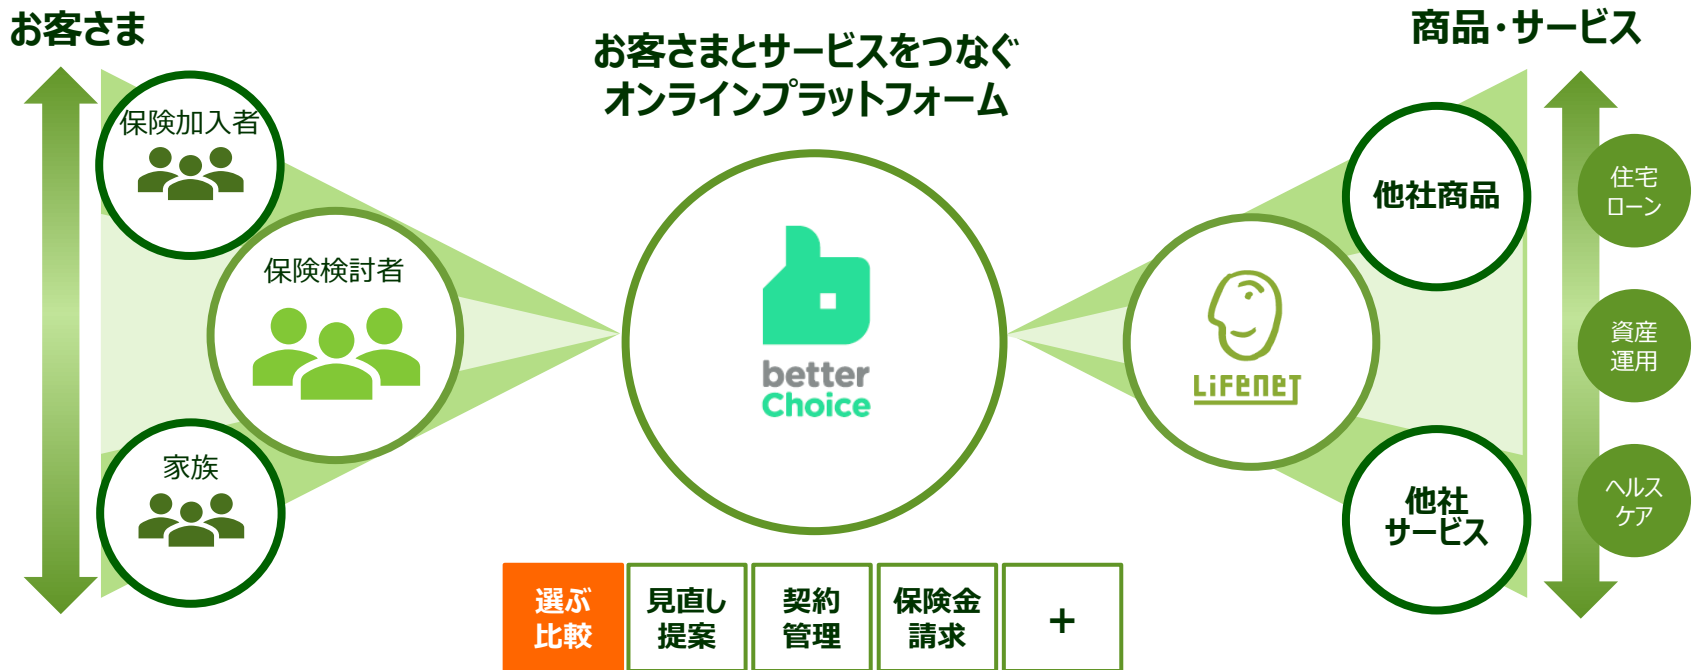 お客さま
お客さまとサービスをつなぐ
オンラインプラットフォーム
商品・サービス
保険加入者
保険検討者
家族
better
Choice
LIFENET
他社商品
他社
サービス
住宅
ローン
資産
運用
ヘルス
ケア
選ぶ
比較
見直し
提案
契約
管理
保険金
請求
+